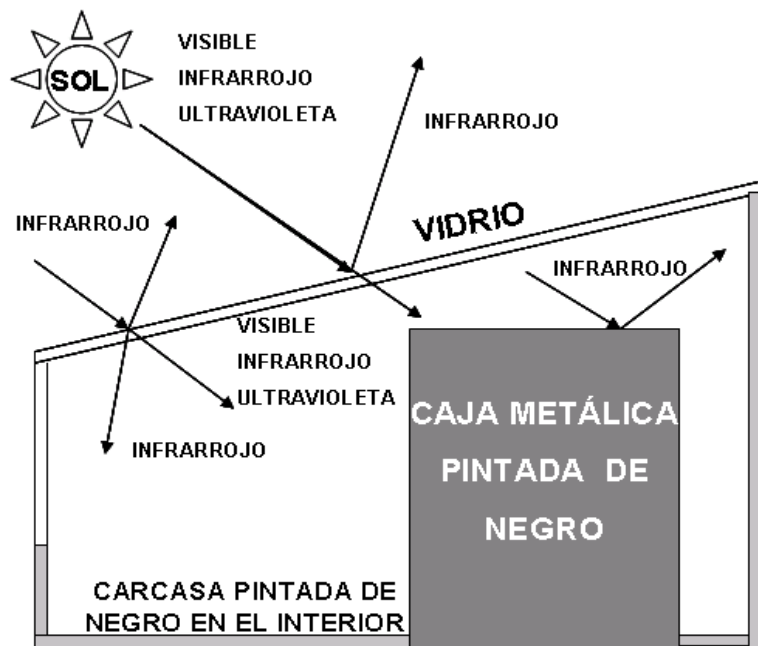 SOL
VISIBLE
INFRARROJO
ULTRAVIOLETA
INFRARROJO
INFRARROJO
VIDRIO
INFRARROJO
VISIBLE
INFRARROJO
ULTRAVIOLETA
INFRARROJO
CAJA METÁLICA
PINTADA DE
NEGRO
CARCASA PINTADA DE
NEGRO EN EL INTERIOR